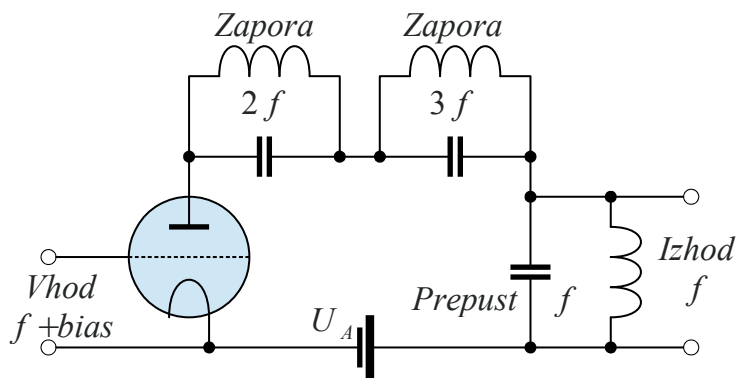 Zapora
Zapora
2 f
3 f
Vhod
f +bias
U_A
Prepust
f
Izhod
f